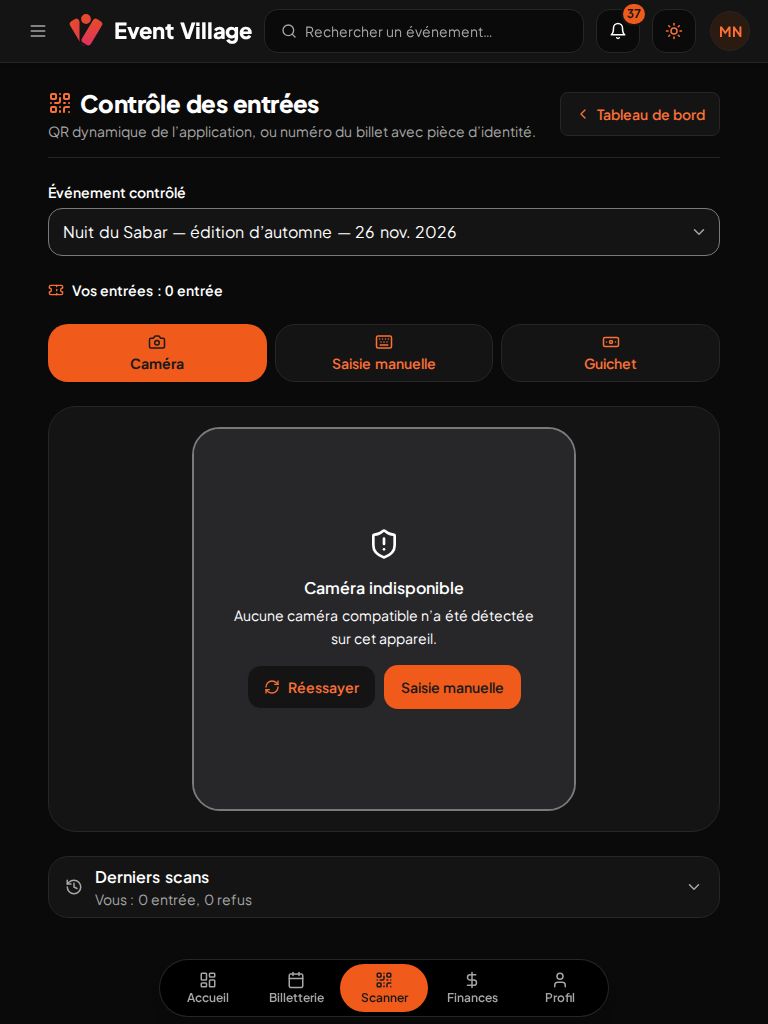 Event Village
Rechercher un événement…
37
MN
Contrôle des entrées
QR dynamique de l’application, ou numéro du billet avec pièce d’identité.
Tableau de bord
Événement contrôlé
Nuit du Sabar — édition d’automne — 26 nov. 2026
Vos entrées : 0 entrée
Caméra
Saisie manuelle
Guichet
Caméra indisponible
Aucune caméra compatible n’a été détectée
sur cet appareil.
Réessayer
Saisie manuelle
Derniers scans
Vous : 0 entrée, 0 refus
Accueil
Billetterie
Scanner
Finances
Profil